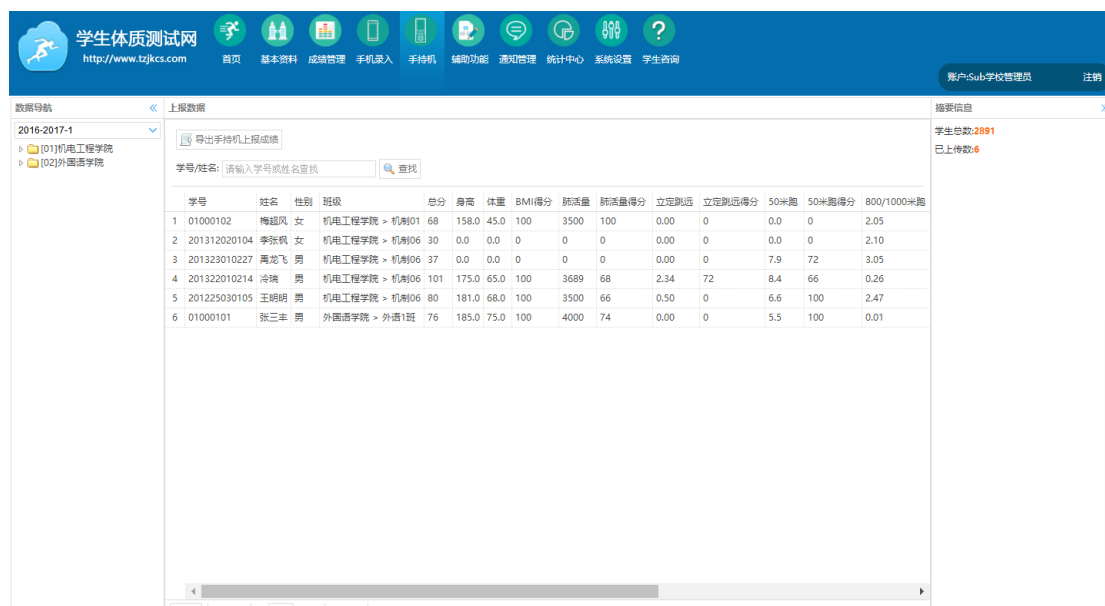 学生体质测试网
http://www.tzjkcs.com
首页 基本资料 成绩管理 手机录入 手持机 辅助功能 通知管理 统计中心 系统设置 学生咨询
账户:Sub学校管理员 注销
数据导航
2016-2017-1
[01]机电工程学院
[02]外国语学院
上报数据
导出手持机上报成绩
学号/姓名: 请输入学号或姓名查找 查找
学号 姓名 性别 班级 总分 身高 体重 BMI得分 肺活量 肺活量得分 立定跳远 立定跳远得分 50米跑 50米跑得分 800/1000米跑
1 01000102 梅超风 女 机电工程学院 > 机制01 68 158.0 45.0 100 3500 100 0.00 0 0.0 0 2.05
2 201312020104 李张枫 女 机电工程学院 > 机制06 30 0.0 0.0 0 0 0 0.00 0 0.0 0 2.10
3 201323010227 禹龙飞 男 机电工程学院 > 机制06 37 0.0 0.0 0 0 0 0.00 0 7.9 72 3.05
4 201322010214 冷瑞 男 机电工程学院 > 机制06 101 175.0 65.0 100 3689 68 2.34 72 8.4 66 0.26
5 201225030105 王明明 男 机电工程学院 > 机制06 80 181.0 68.0 100 3500 66 0.50 0 6.6 100 2.47
6 01000101 张三丰 男 外国语学院 > 外语1班 76 185.0 75.0 100 4000 74 0.00 0 5.5 100 0.01
摘要信息
学生总数:2891
已上传数:6